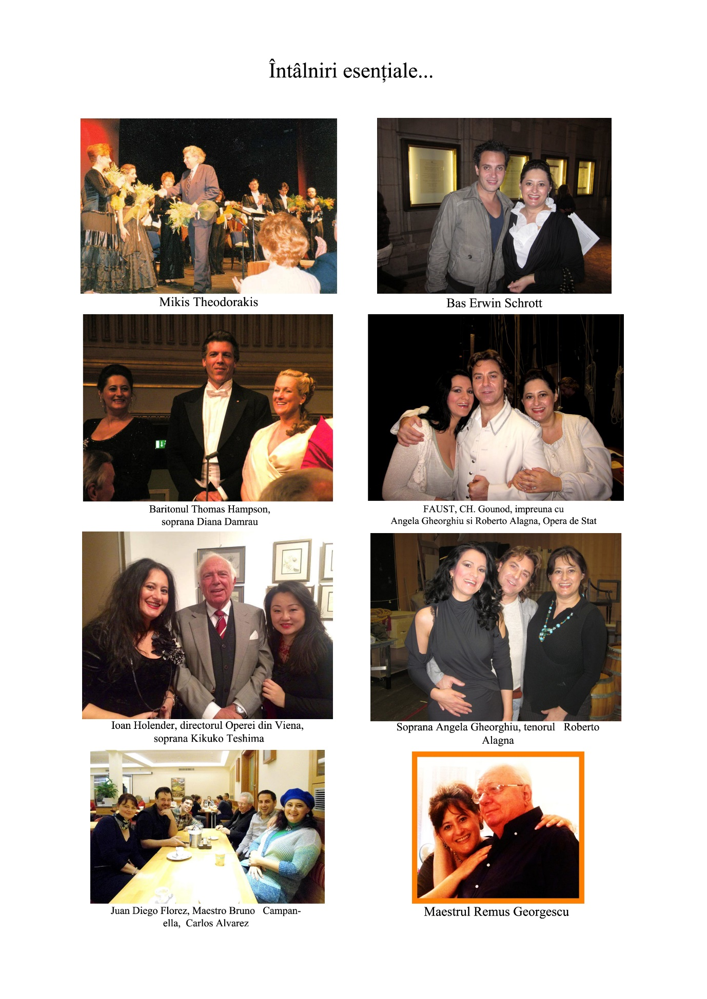 Întâlniri esențiale...
Mikis Theodorakis
Bas Erwin Schrott
Baritonul Thomas Hampson,
soprana Diana Damrau
FAUST, CH. Gounod, impreuna cu
Angela Gheorghiu si Roberto Alagna, Opera de Stat
Ioan Holender, directorul Operei din Viena,
soprana Kikuko Teshima
Soprana Angela Gheorghiu, tenorul Roberto
Alagna
Juan Diego Florez, Maestro Bruno Campan-
ella, Carlos Alvarez
Maestrul Remus Georgescu